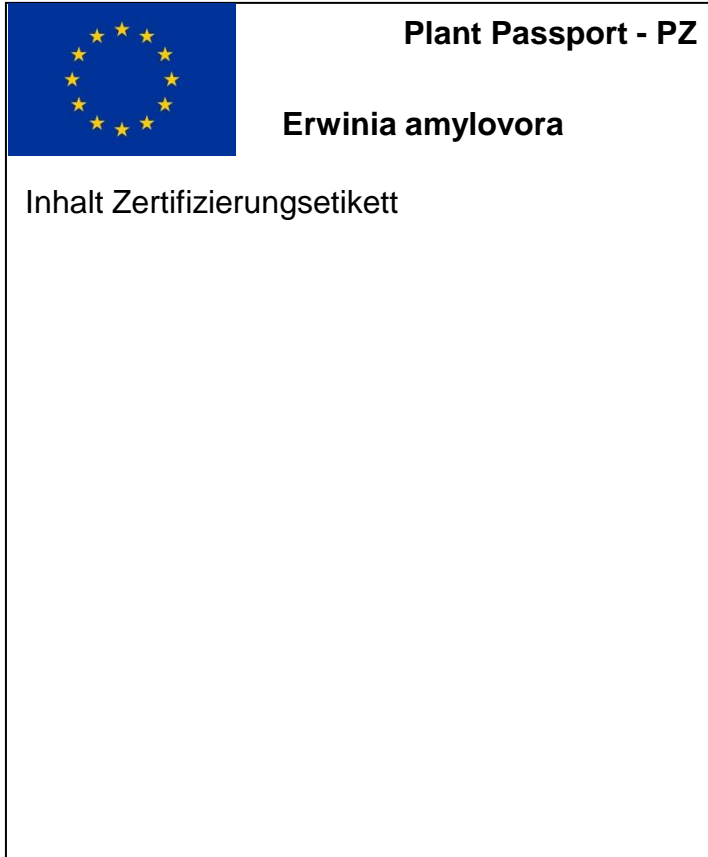 Plant Passport - PZ
Erwinia amylovora
Inhalt Zertifizierungsetikett